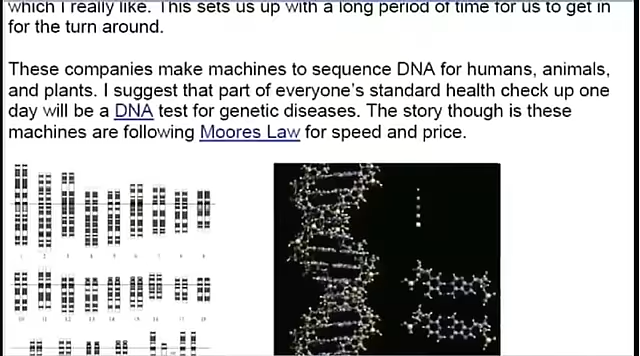 which I really like. This sets us up with a long period of time for us to get in
for the turn around.
These companies make machines to sequence DNA for humans, animals,
and plants. I suggest that part of everyone's standard health check up one
day will be a DNA test for genetic diseases. The story though is these
machines are following Moores Law for speed and price.